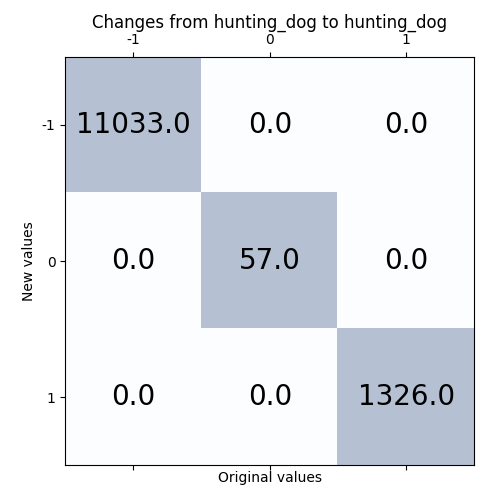 Changes from hunting_dog to hunting_dog
-1 0 1
-1 11033.0 0.0 0.0
0 0.0 57.0 0.0
1 0.0 0.0 1326.0
New values
Original values